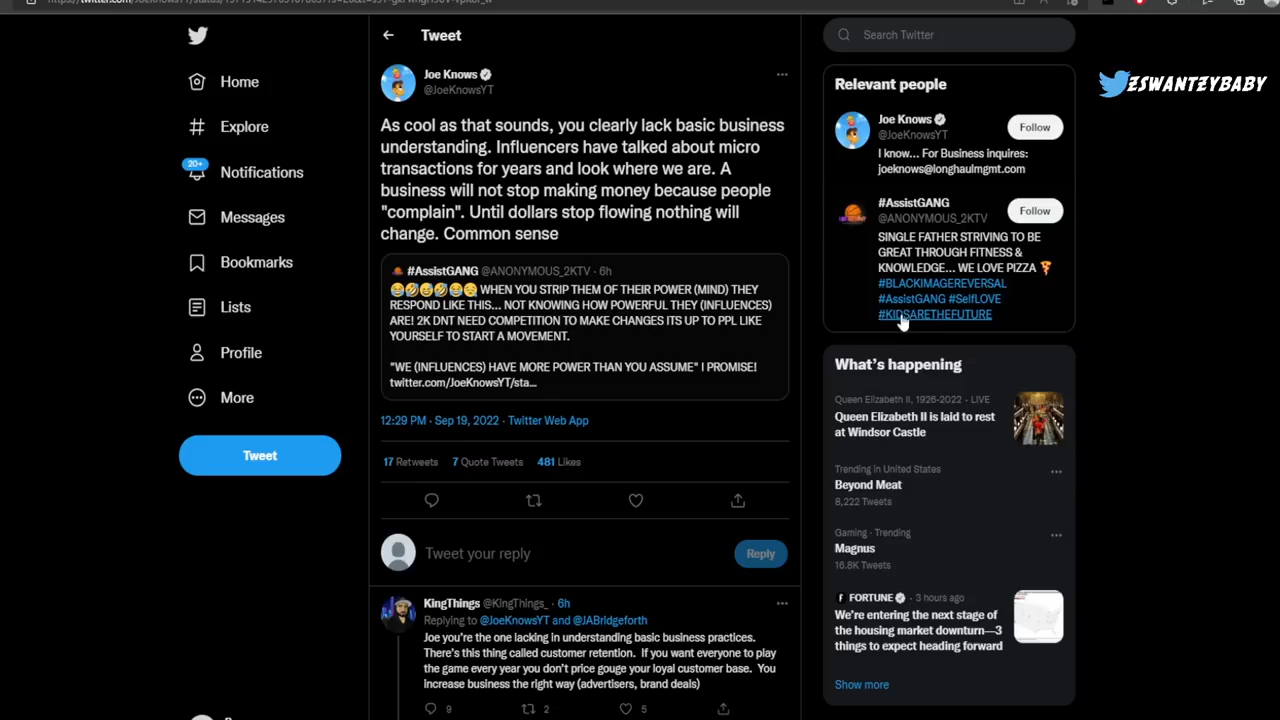 Tweet
Search Twitter
Home
Explore
20+
Notifications
Messages
Bookmarks
Lists
Profile
More
Tweet
Joe Knows
@JoeKnowsYT
As cool as that sounds, you clearly lack basic business
understanding. Influencers have talked about micro
transactions for years and look where we are. A
business will not stop making money because people
"complain". Until dollars stop flowing nothing will
change. Common sense
#AssistGANG @ANONYMOUS_2KTV · 6h
😂🤣😅🤣😂😪 WHEN YOU STRIP THEM OF THEIR POWER (MIND) THEY
RESPOND LIKE THIS... NOT KNOWING HOW POWERFUL THEY (INFLUENCES)
ARE! 2K DNT NEED COMPETITION TO MAKE CHANGES ITS UP TO PPL LIKE
YOURSELF TO START A MOVEMENT.
"WE (INFLUENCES) HAVE MORE POWER THAN YOU ASSUME" I PROMISE!
twitter.com/JoeKnowsYT/sta...
12:29 PM · Sep 19, 2022 · Twitter Web App
17 Retweets 7 Quote Tweets 481 Likes
Tweet your reply
Reply
KingThings @KingThings_ · 6h
Replying to @JoeKnowsYT and @JABridgeforth
Joe you're the one lacking in understanding basic business practices.
There's this thing called customer retention. If you want everyone to play
the game every year you don't price gouge your loyal customer base. You
increase business the right way (advertisers, brand deals)
9 2 5
Relevant people
Joe Knows
@JoeKnowsYT
Follow
I know... For Business inquires:
joeknows@longhaulmgmt.com
#AssistGANG
@ANONYMOUS_2KTV
Follow
SINGLE FATHER STRIVING TO BE
GREAT THROUGH FITNESS &
KNOWLEDGE... WE LOVE PIZZA 🍕
#BLACKIMAGEREVERSAL
#AssistGANG #SelfLOVE
#KIDSARETHEFUTURE
What's happening
Queen Elizabeth II, 1926-2022 · LIVE
Queen Elizabeth II is laid to rest
at Windsor Castle
Trending in United States
Beyond Meat
8,222 Tweets
Gaming · Trending
Magnus
16.8K Tweets
FORTUNE · 3 hours ago
We're entering the next stage of
the housing market downturn—3
things to expect heading forward
Show more
ZSWANTZYBABY